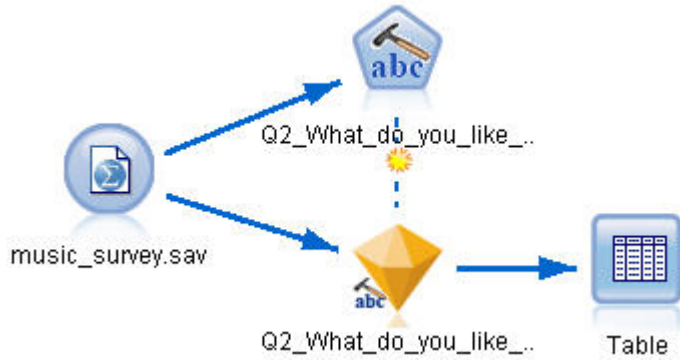 abc
Q2_What_do_you_like_..
music_survey.sav
abc
Q2_What_do_you_like_..
Table